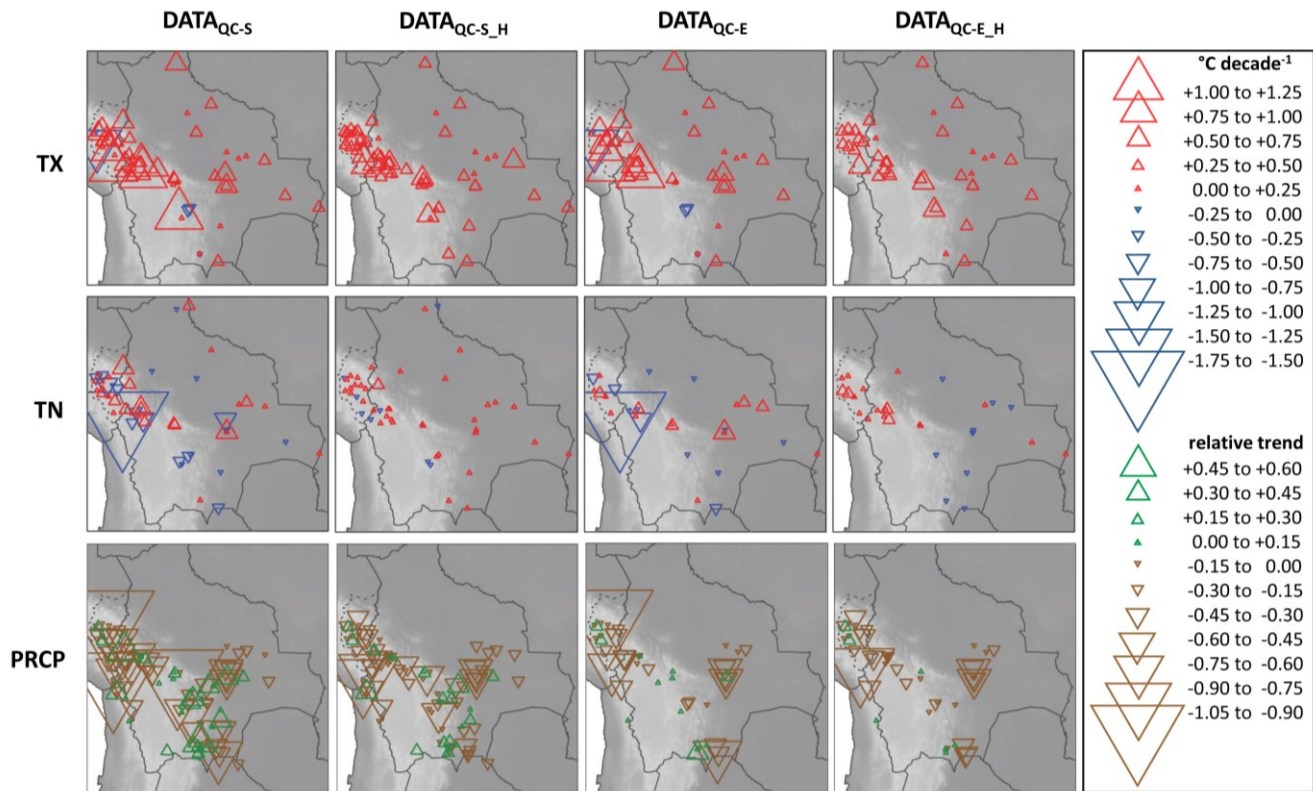 DATAQC-S DATAQC-S_H DATAQC-E DATAQC-E_H
TX
TN
PRCP
°C decade-1
+1.00 to +1.25
+0.75 to +1.00
+0.50 to +0.75
+0.25 to +0.50
0.00 to +0.25
-0.25 to 0.00
-0.50 to -0.25
-0.75 to -0.50
-1.00 to -0.75
-1.25 to -1.00
-1.50 to -1.25
-1.75 to -1.50
relative trend
+0.45 to +0.60
+0.30 to +0.45
+0.15 to +0.30
0.00 to +0.15
-0.15 to 0.00
-0.30 to -0.15
-0.45 to -0.30
-0.60 to -0.45
-0.75 to -0.60
-0.90 to -0.75
-1.05 to -0.90